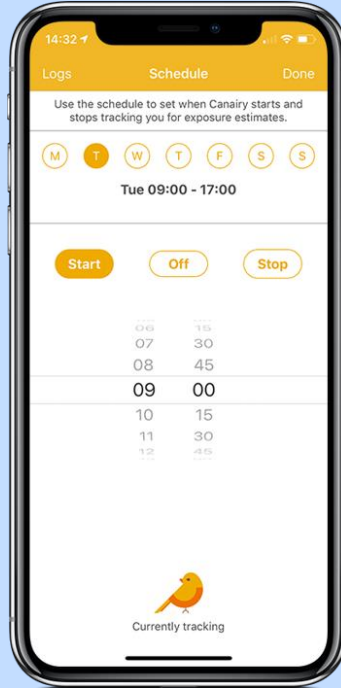 14:32
Logs Schedule Done
Use the schedule to set when Canairy starts and
stops tracking you for exposure estimates.
M T W T F S S
Tue 09:00 - 17:00
Start Off Stop
06 15
07 30
08 45
09 00
10 15
11 30
12 45
Currently tracking